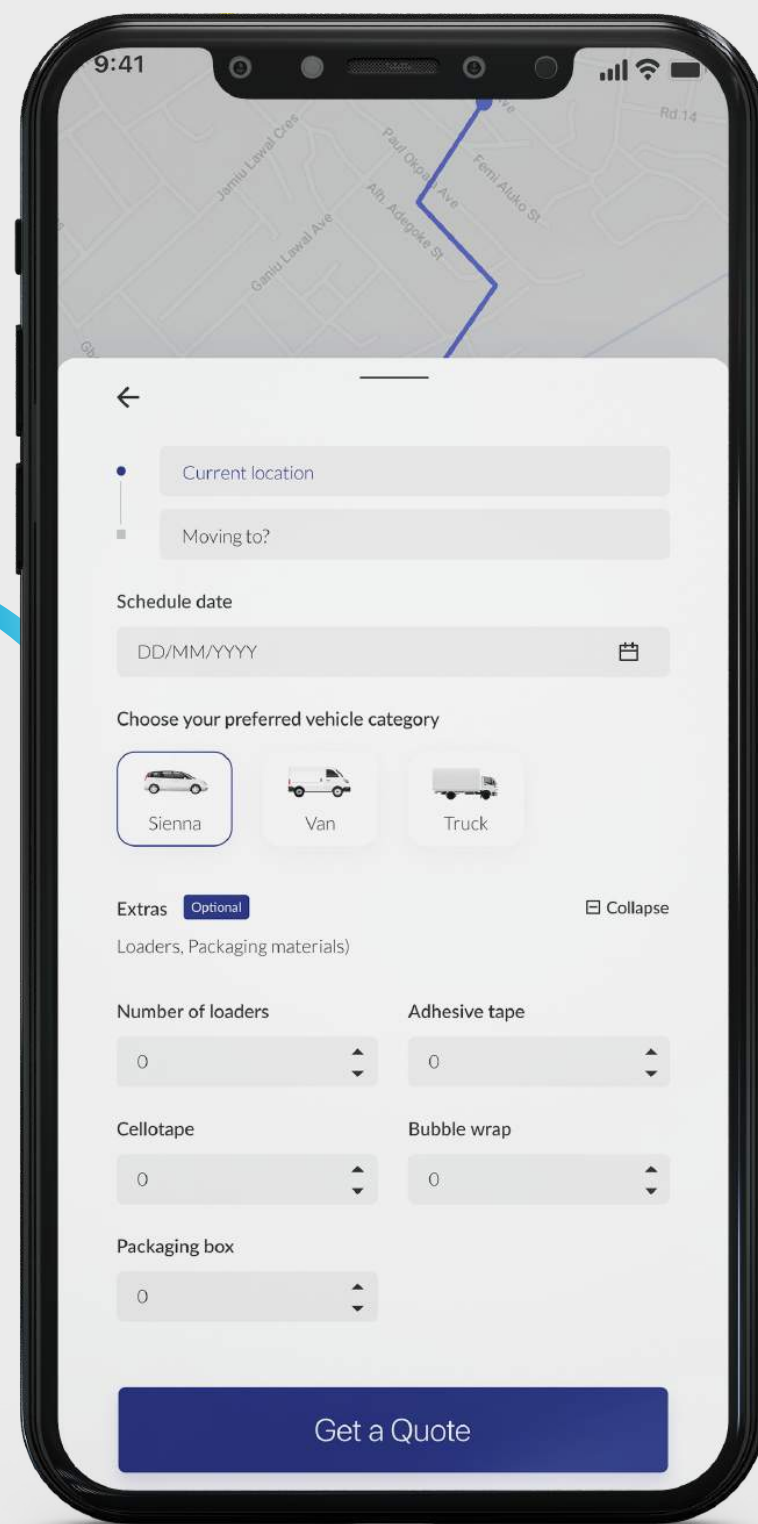 9:41
Rd.14
Jamiu Lawal Cres
Paul Okpara Ave
Femi Aluko St
Alh. Adegoke St
Ganiu Lawal Ave
Current location
Moving to?
Schedule date
DD/MM/YYYY
Choose your preferred vehicle category
Sienna Van Truck
Extras Optional Collapse
Loaders, Packaging materials)
Number of loaders Adhesive tape
0 0
Cellotape Bubble wrap
0 0
Packaging box
0
Get a Quote